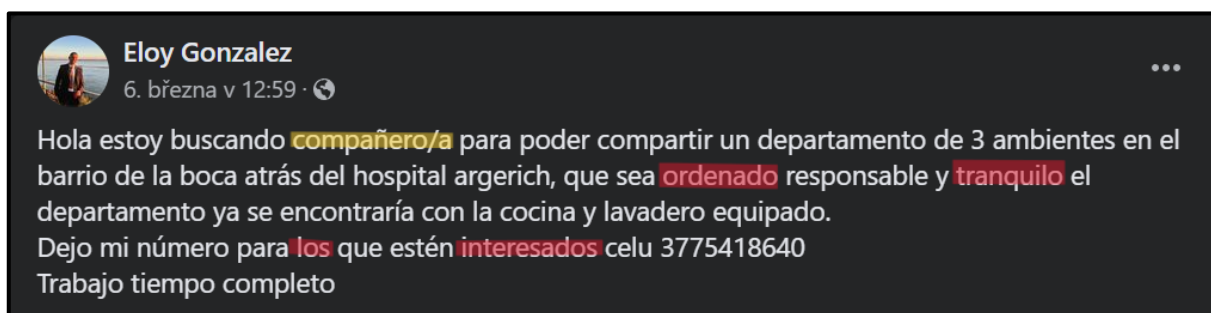 Eloy Gonzalez
6. března v 12:59 ·
Hola estoy buscando compañero/a para poder compartir un departamento de 3 ambientes en el
barrio de la boca atrás del hospital argerich, que sea ordenado responsable y tranquilo el
departamento ya se encontraría con la cocina y lavadero equipado.
Dejo mi número para los que estén interesados celu 3775418640
Trabajo tiempo completo